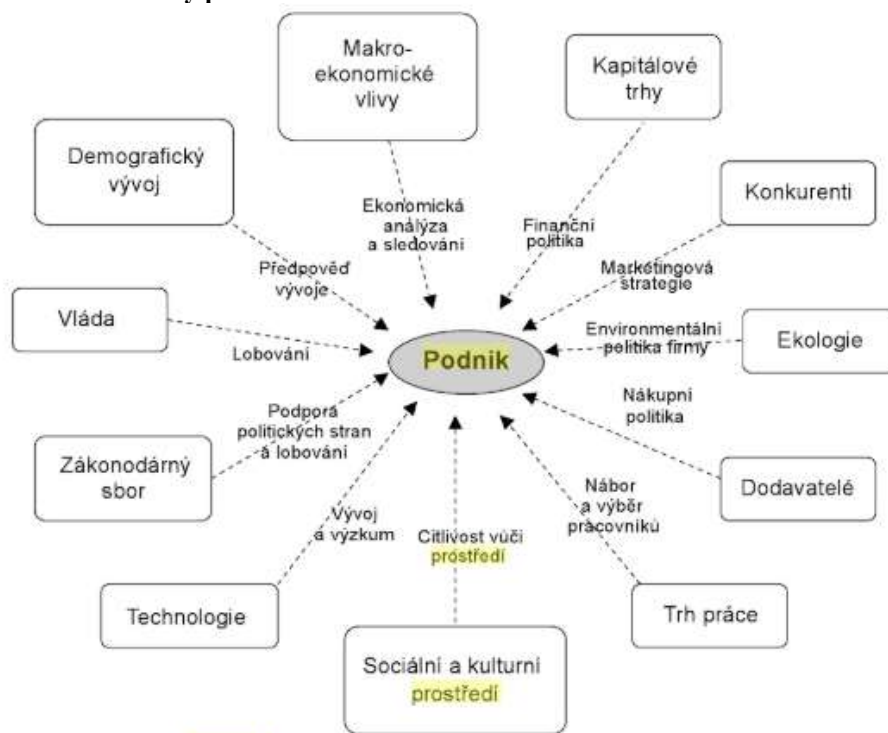 Makro-
ekonomické
vlivy
Kapitálové
trhy
Demografický
vývoj
Konkurenti
Ekonomická
analýza
a sledování
Finanční
politika
Předpověď
vývoje
Marketingová
strategie
Vláda
Lobování
Podnik
Environmentální
politika firmy
Ekologie
Zákonodárný
sbor
Podpora
politických stran
a lobování
Nákupní
politika
Dodavatelé
Vývoj
a výzkum
Citlivost vůči
prostředí
Nábor
a výběr
pracovníků
Technologie
Sociální a kulturní
prostředí
Trh práce